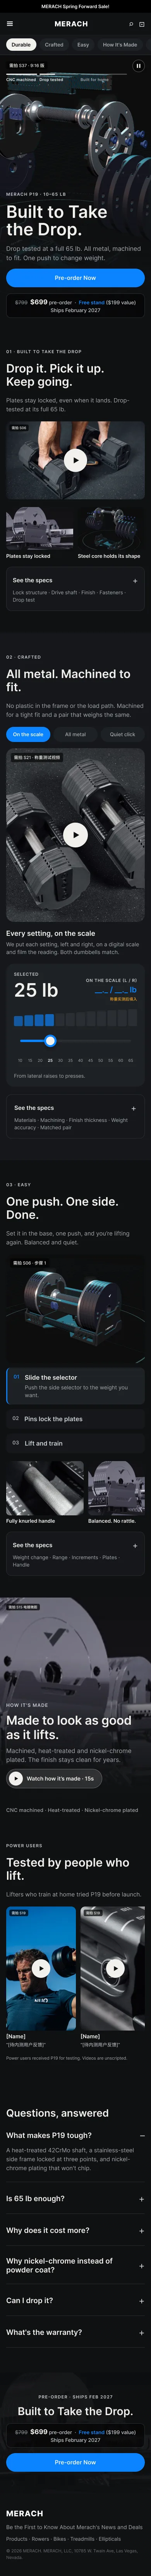 MERACH Spring Forward Sale!
MERACH
Durable
Crafted
Easy
How It's Made
CNC machined
Drop tested
Built for home
MERACH P19 · 10–65 LB
Built to Take
the Drop.
Drop tested at a full 65 lb. All metal, machined
to fit. One push to change weight.
Pre-order Now
$799 $699 pre-order · Free stand ($199 value)
Ships February 2027
01 · BUILT TO TAKE THE DROP
Drop it. Pick it up.
Keep going.
Plates stay locked, even when it lands. Drop-
tested at its full 65 lb.
Plates stay locked
Steel core holds its shape
See the specs
Lock structure · Drive shaft · Finish · Fasteners ·
Drop test
02 · CRAFTED
All metal. Machined to
fit.
No plastic in the frame or the load path. Machined
for a tight fit and a pair that weighs the same.
On the scale
All metal
Quiet click
Every setting, on the scale
We put each setting, left and right, on a digital scale
and film the reading. Both dumbbells match.
SELECTED
25 lb
ON THE SCALE (L / R)
__._ / __._ lb
10 15 20 25 30 35 40 45 50 55 60 65
From lateral raises to presses.
See the specs
Materials · Machining · Finish thickness · Weight
accuracy · Matched pair
03 · EASY
One push. One side.
Done.
Set it in the base, one push, and you're lifting
again. Balanced and quiet.
01 Slide the selector
Push the side selector to the weight you
want.
02 Pins lock the plates
03 Lift and train
Fully knurled handle
Balanced. No rattle.
See the specs
Weight change · Range · Increments · Plates ·
Handle
HOW IT'S MADE
Made to look as good
as it lifts.
Machined, heat-treated and nickel-chrome
plated. The finish stays clean for years.
Watch how it's made · 15s
CNC machined · Heat-treated · Nickel-chrome plated
POWER USERS
Tested by people who
lift.
Lifters who train at home tried P19 before launch.
[Name]
[Name]
Power users received P19 for testing. Videos are unscripted.
Questions, answered
What makes P19 tough?
A heat-treated 42CrMo shaft, a stainless-steel
side frame locked at three points, and nickel-
chrome plating that won't chip.
Is 65 lb enough?
Why does it cost more?
Why nickel-chrome instead of
powder coat?
Can I drop it?
What's the warranty?
PRE-ORDER · SHIPS FEB 2027
Built to Take the Drop.
$799 $699 pre-order · Free stand ($199 value)
Ships February 2027
Pre-order Now
MERACH
Be the First to Know About Merach's News and Deals
Products · Rowers · Bikes · Treadmills · Ellipticals